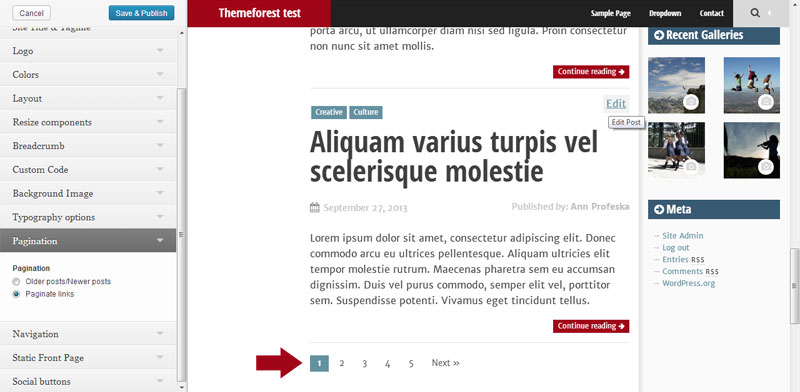 Cancel
Save & Publish
Site Title & Tagline
Logo
Colors
Layout
Resize components
Breadcrumb
Custom Code
Background Image
Typography options
Pagination
Pagination
Older posts/Newer posts
Paginate links
Navigation
Static Front Page
Social buttons
Themeforest test
Sample Page
Dropdown
Contact
porta arcu, ut ullamcorper diam nisi sed ligula. Proin consectetur
non nunc sit amet mollis.
Continue reading
Creative
Culture
Edit
Edit Post
Aliquam varius turpis vel
scelerisque molestie
September 27, 2013
Published by: Ann Profeska
Lorem ipsum dolor sit amet, consectetur adipiscing elit. Donec
commodo arcu eu ultrices pellentesque. Aliquam ultricies elit
tempor molestie rutrum. Maecenas pharetra sem eu accumsan
dignissim. Duis vel purus commodo, semper elit vel, porttitor
sem. Suspendisse potenti. Vivamus eget tincidunt tellus.
Continue reading
1 2 3 4 5 Next »
Recent Galleries
Meta
Site Admin
Log out
Entries RSS
Comments RSS
WordPress.org